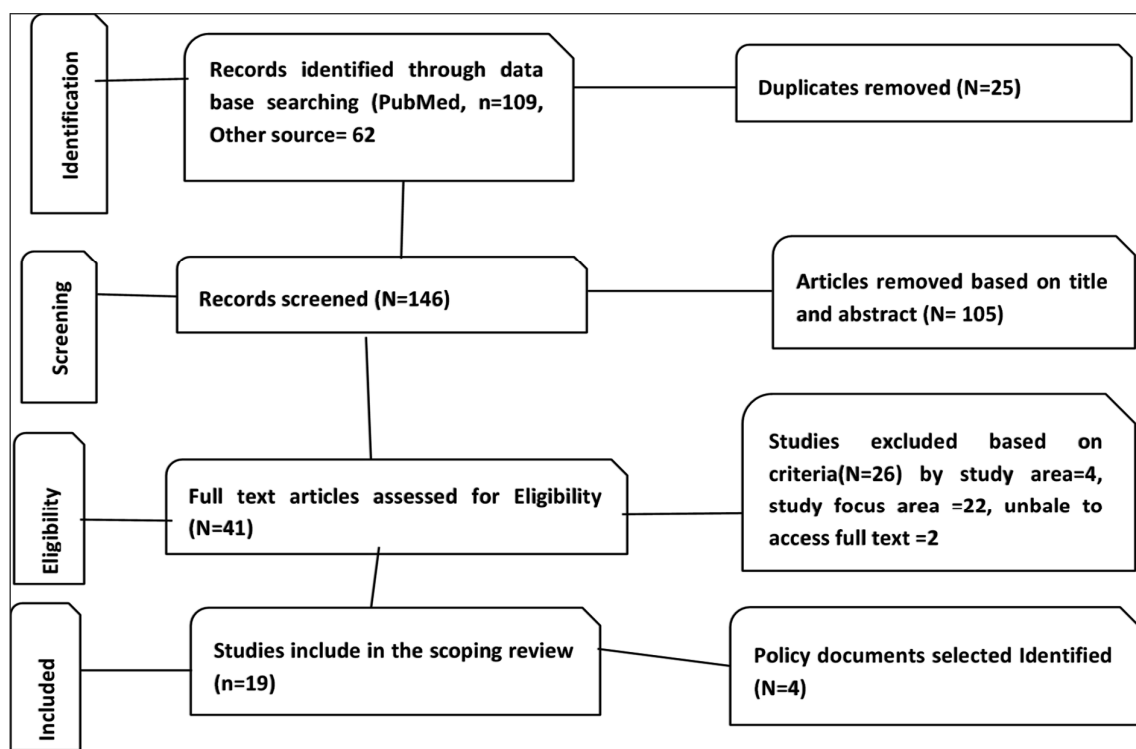 Identification
Records identified through data
base searching (PubMed, n=109,
Other source= 62
Duplicates removed (N=25)
Screening
Records screened (N=146)
Articles removed based on title
and abstract (N= 105)
Eligibility
Full text articles assessed for Eligibility
(N=41)
Studies excluded based on
criteria(N=26) by study area=4,
study focus area =22, unbale to
access full text =2
Included
Studies include in the scoping review
(n=19)
Policy documents selected Identified
(N=4)